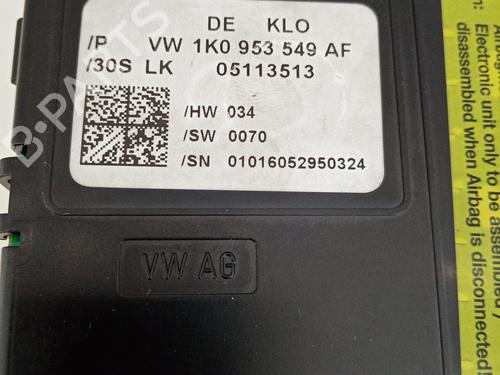 DE KLO
/P VW 1K0 953 549 AF
/30S LK 05113513
/HW 034
/SW 0070
/SN 01016052950324
VW AG
B-PARTS
Electronic unit only to be
disassembled when Airbag is disconnected!